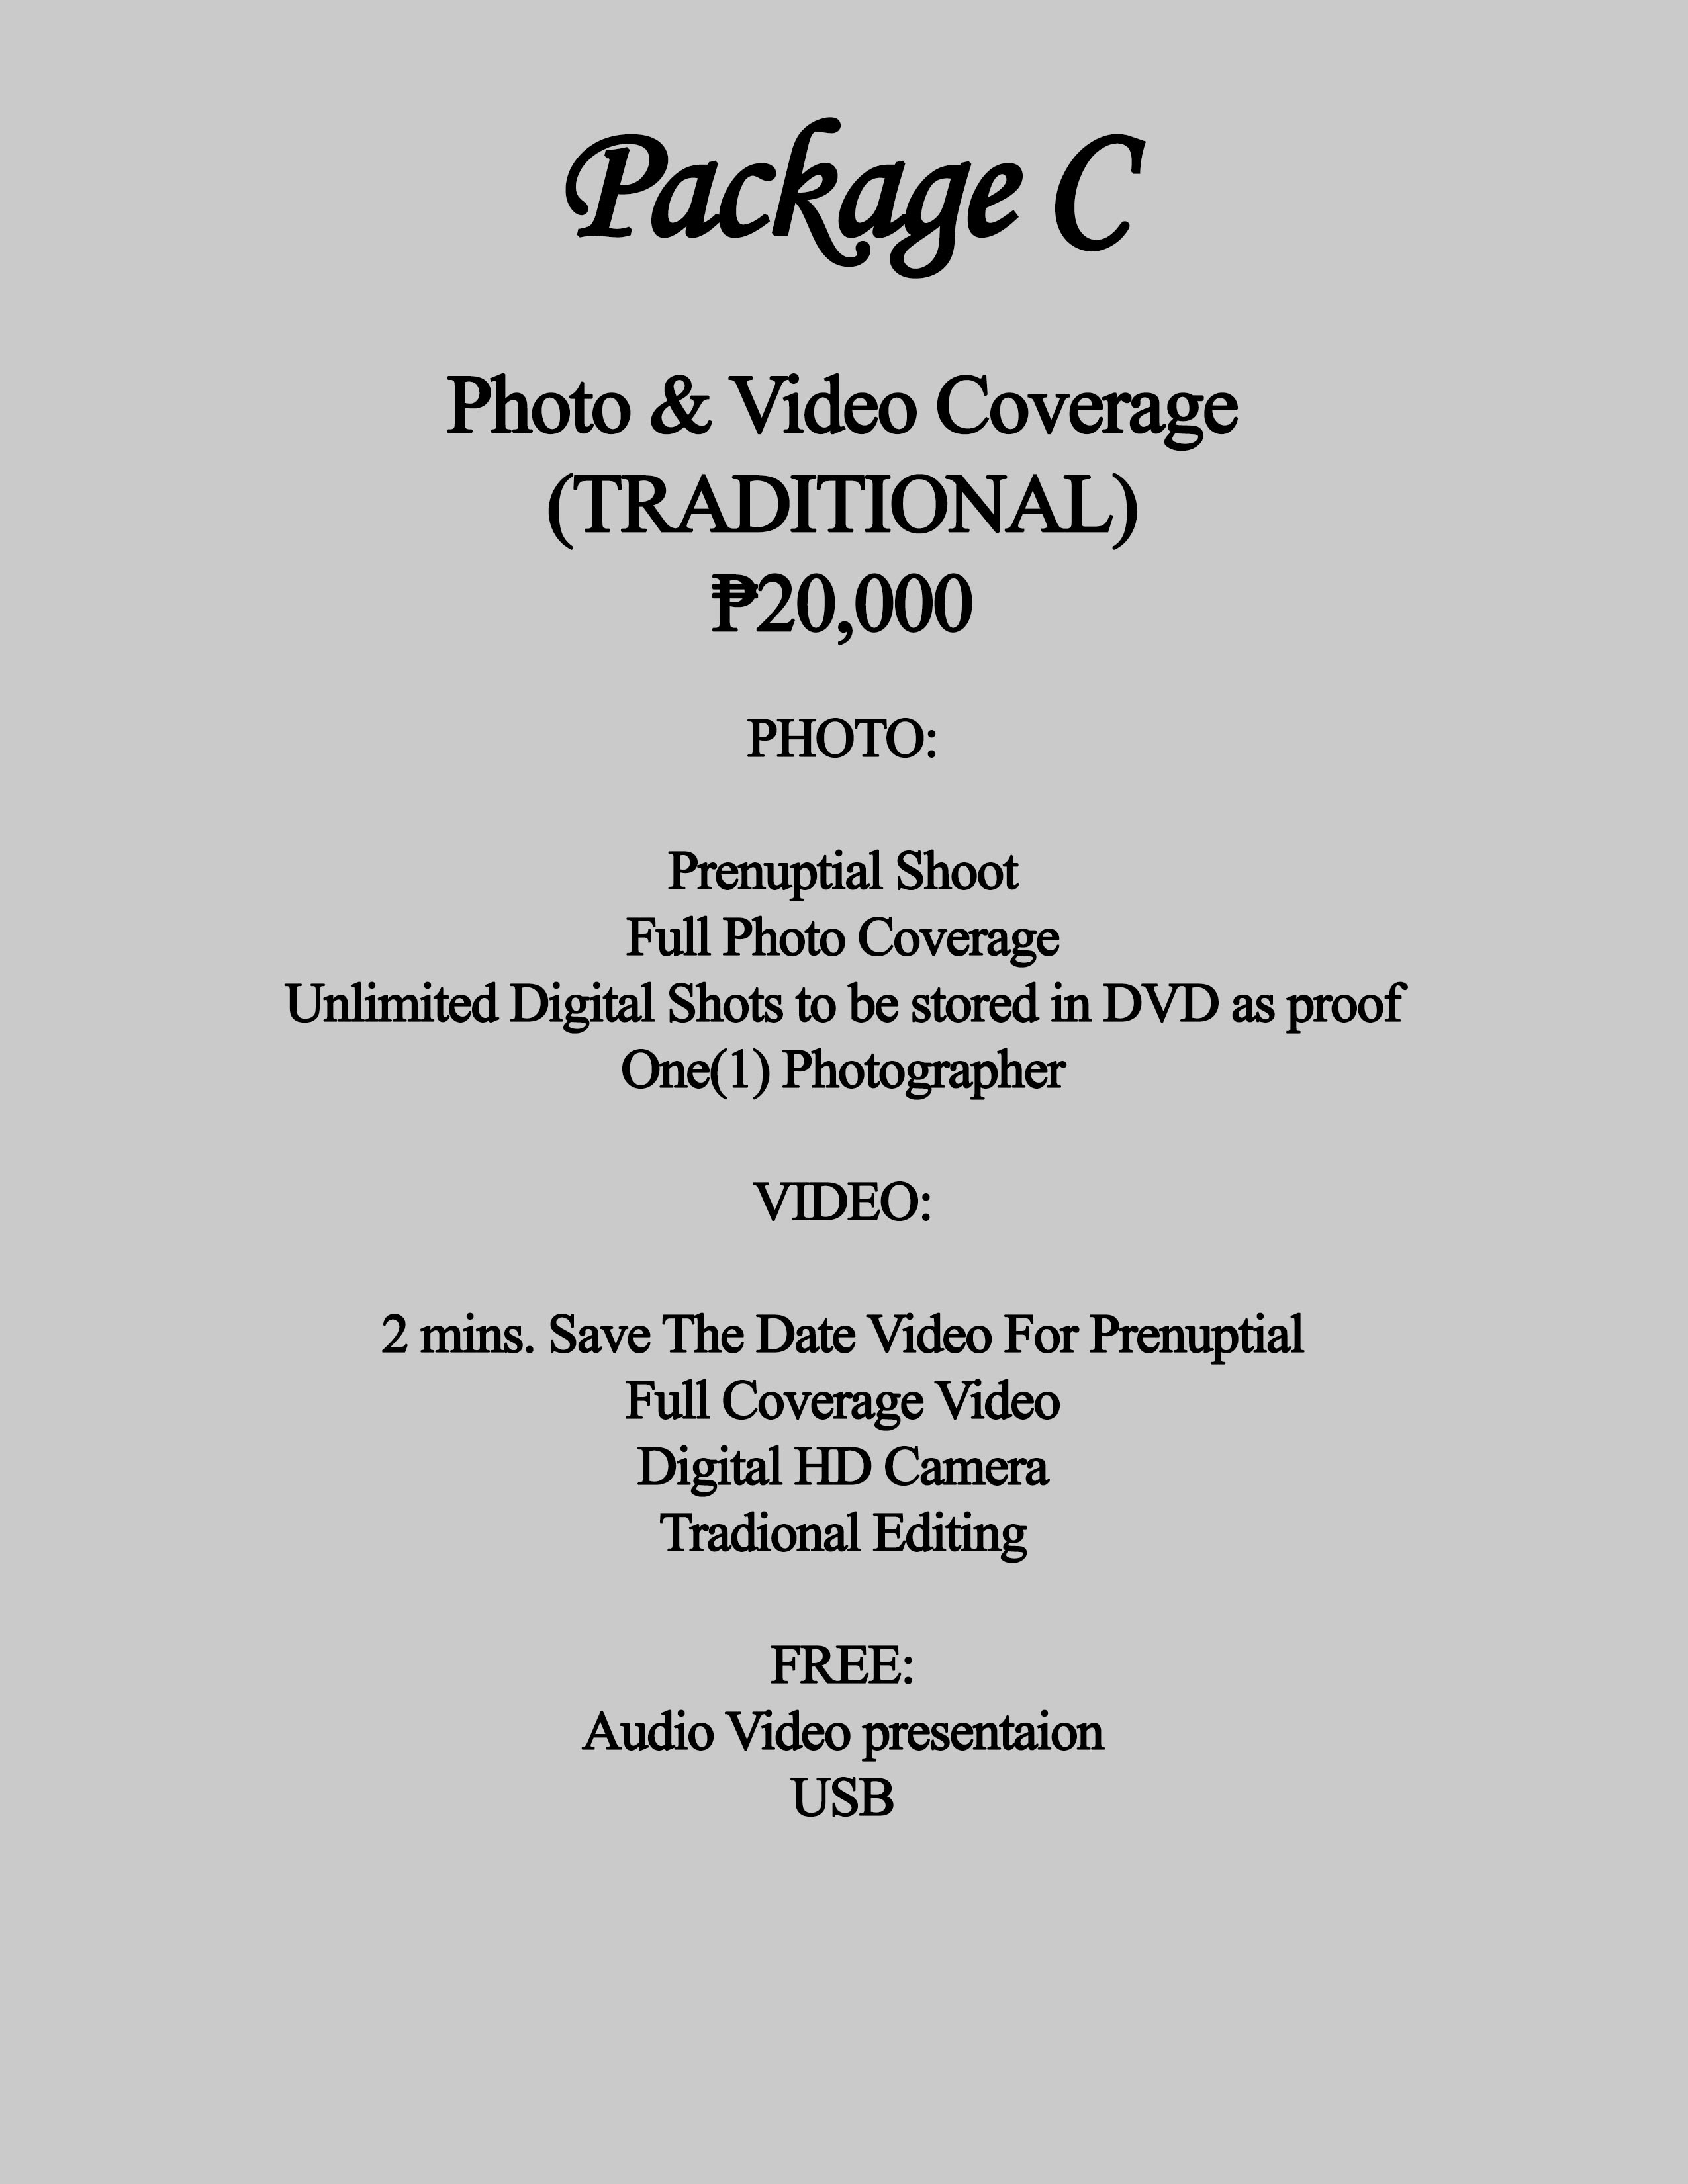 Package C
Photo & Video Coverage
(TRADITIONAL)
₱20,000
PHOTO:
Prenuptial Shoot
Full Photo Coverage
Unlimited Digital Shots to be stored in DVD as proof
One(1) Photographer
VIDEO:
2 mins. Save The Date Video For Prenuptial
Full Coverage Video
Digital HD Camera
Tradional Editing
FREE:
Audio Video presentaion
USB